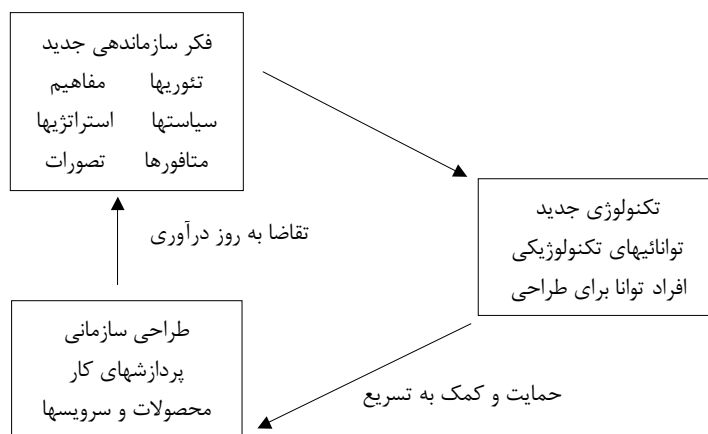 فکر سازماندهی جدید
تئوریها مفاهیم
سیاستها استراتژیها
متافورها تصورات
تکنولوژی جدید
توانائیهای تکنولوژیکی
افراد توانا برای طراحی
تقاضا به روز درآوری
طراحی سازمانی
پردازشهای کار
محصولات و سرویسها
حمایت و کمک به تسریع